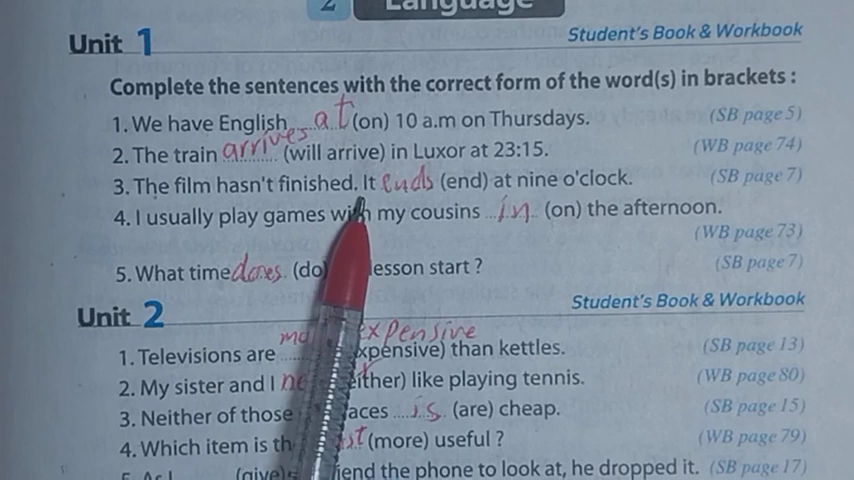 2 Language
Unit 1 Student's Book & Workbook
Complete the sentences with the correct form of the word(s) in brackets :
1. We have English at (on) 10 a.m on Thursdays. (SB page 5)
2. The train arrives (will arrive) in Luxor at 23:15. (WB page 74)
3. The film hasn't finished. It ends (end) at nine o'clock. (SB page 7)
4. I usually play games with my cousins in (on) the afternoon.
(WB page 73)
5. What time does (do) lesson start ? (SB page 7)
Unit 2 Student's Book & Workbook
expensive
1. Televisions are than kettles. (SB page 13)
2. My sister and I like playing tennis. (WB page 80)
3. Neither of those is (are) cheap. (SB page 15)
4. Which item is (more) useful ? (WB page 79)
(give) the phone to look at, he dropped it. (SB page 17)